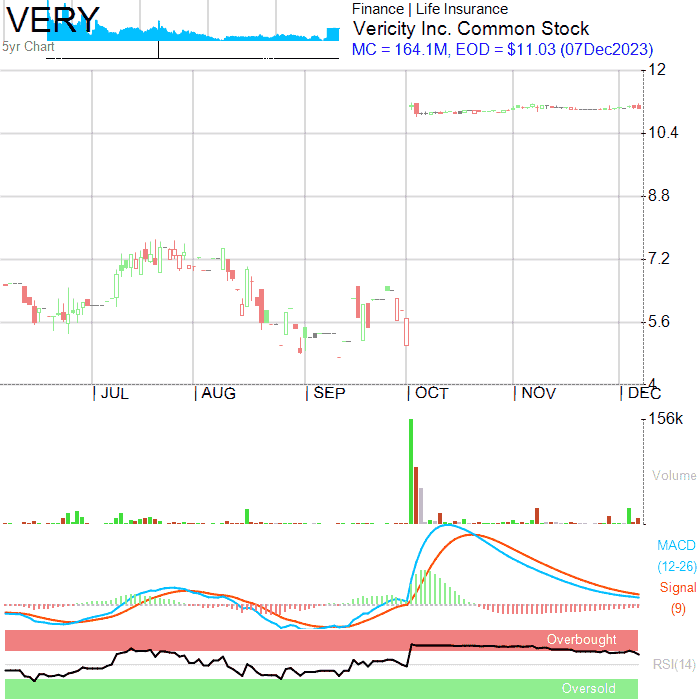 VERY
5yr Chart
Finance | Life Insurance
Vericity Inc. Common Stock
MC = 164.1M, EOD = $11.03 (07Dec2023)
12
10.4
8.8
7.2
5.6
4
JUL AUG SEP OCT NOV DEC
156k
Volume
MACD
(12-26)
Signal
(9)
Overbought
RSI(14)
Oversold